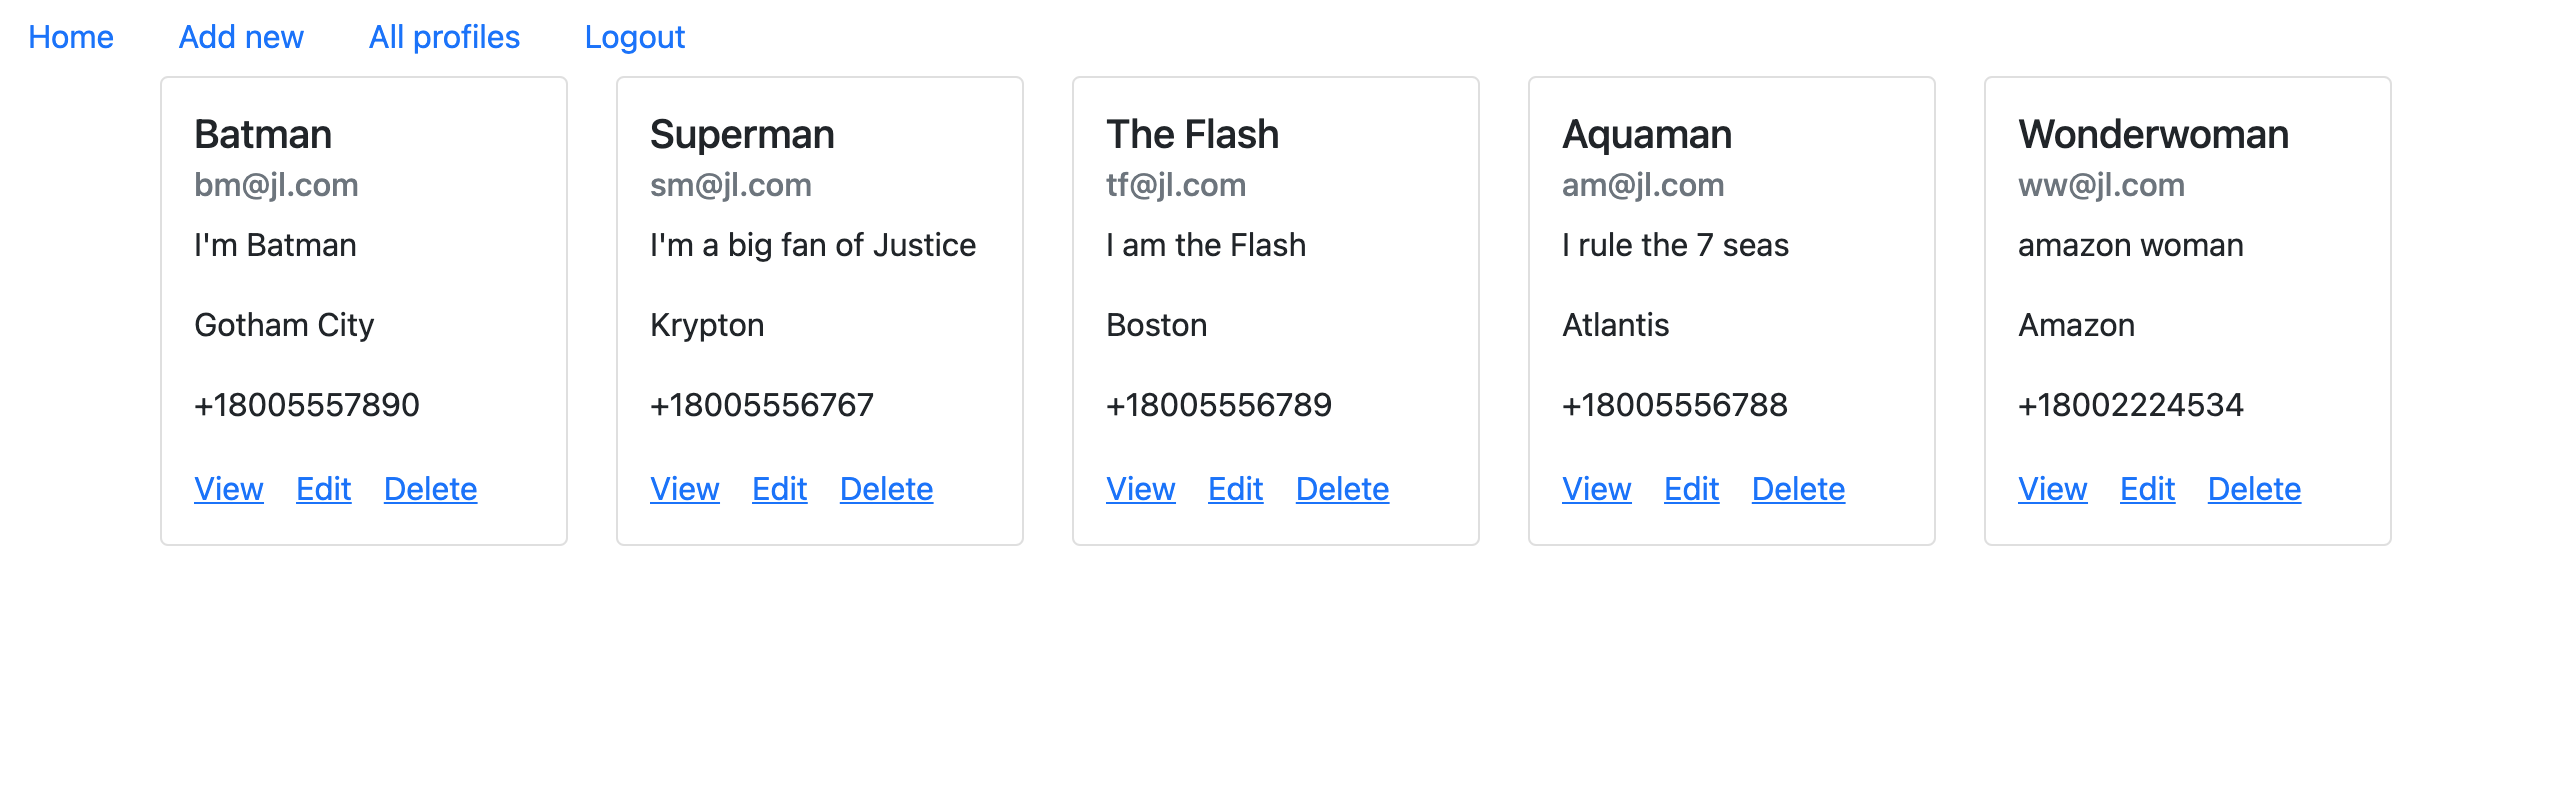 Home Add new All profiles Logout
Batman
bm@jl.com
I'm Batman
Gotham City
+18005557890
View Edit Delete
Superman
sm@jl.com
I'm a big fan of Justice
Krypton
+18005556767
View Edit Delete
The Flash
tf@jl.com
I am the Flash
Boston
+18005556789
View Edit Delete
Aquaman
am@jl.com
I rule the 7 seas
Atlantis
+18005556788
View Edit Delete
Wonderwoman
ww@jl.com
amazon woman
Amazon
+18002224534
View Edit Delete